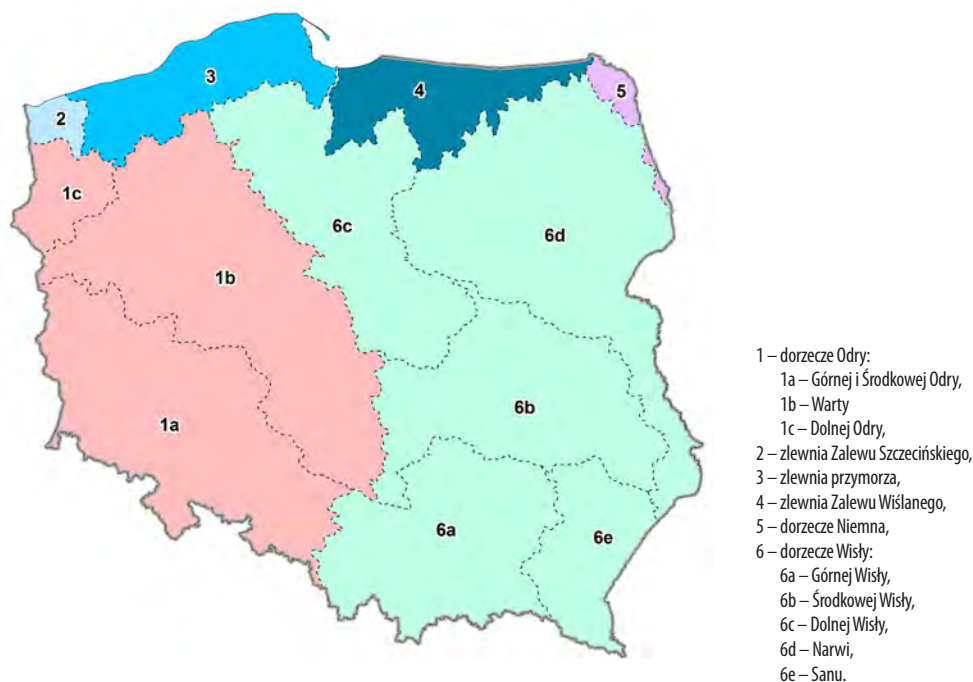 3
4
5
2
1c
6c
6d
1b
6b
1a
6a
6e
1 – dorzecze Odry:
1a – Górnej i Środkowej Odry,
1b – Warty
1c – Dolnej Odry,
2 – zlewnia Zalewu Szczecińskiego,
3 – zlewnia przymorza,
4 – zlewnia Zalewu Wiślanego,
5 – dorzecze Niemna,
6 – dorzecze Wisły:
6a – Górnej Wisły,
6b – Środkowej Wisły,
6c – Dolnej Wisły,
6d – Narwi,
6e – Sanu.